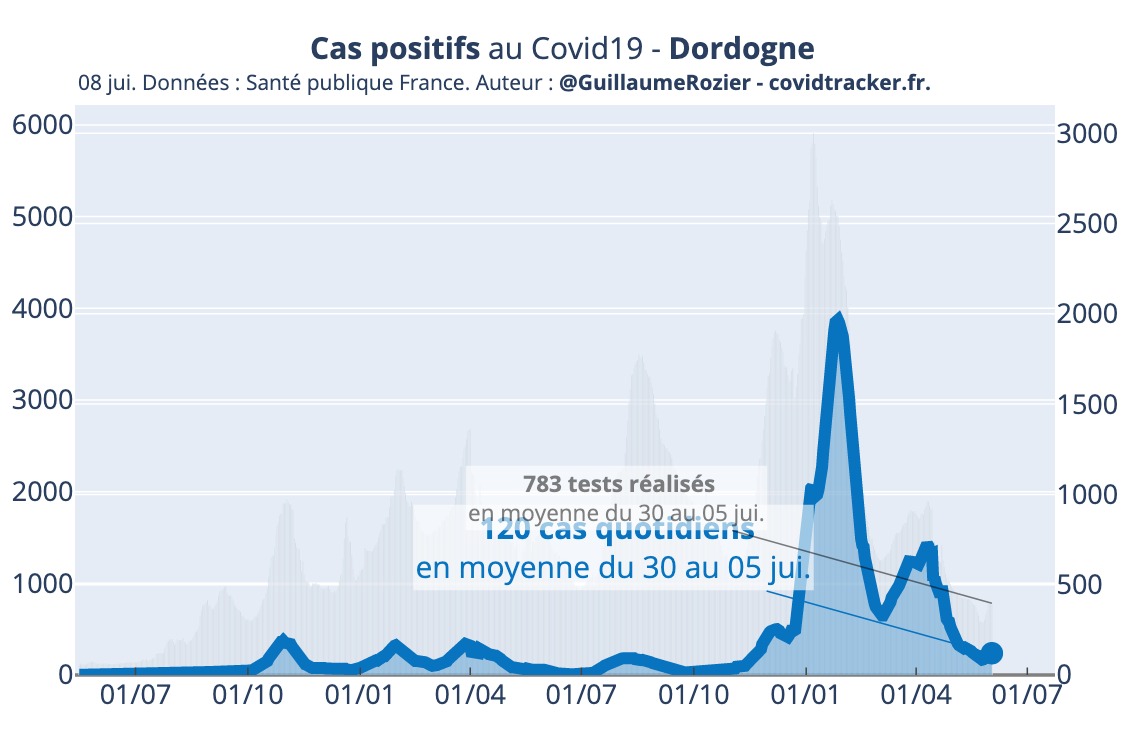 Cas positifs au Covid19 - Dordogne
08 jui. Données : Santé publique France. Auteur : @GuillaumeRozier - covidtracker.fr.
6000
5000
4000
3000
2000
1000
0
3000
2500
2000
1500
1000
500
0
783 tests réalisés
en moyenne du 30 au 05 jui.
120 cas quotidiens
en moyenne du 30 au 05 jui.
01/07 01/10 01/01 01/04 01/07 01/10 01/01 01/04 01/07